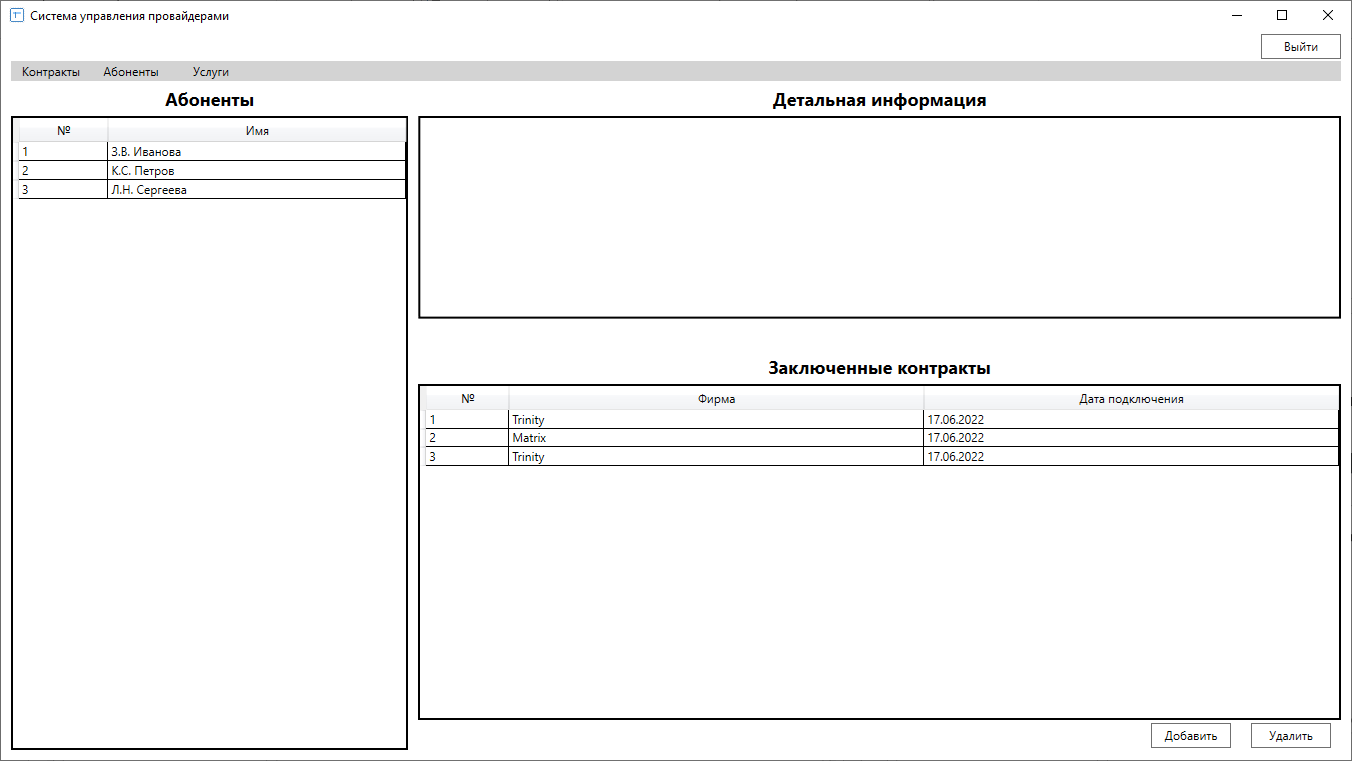 Система управления провайдерами
Выйти
Контракты Абоненты Услуги
Абоненты
№ Имя
1 З.В. Иванова
2 К.С. Петров
3 Л.Н. Сергеева
Детальная информация
Заключенные контракты
№ Фирма Дата подключения
1 Trinity 17.06.2022
2 Matrix 17.06.2022
3 Trinity 17.06.2022
Добавить Удалить